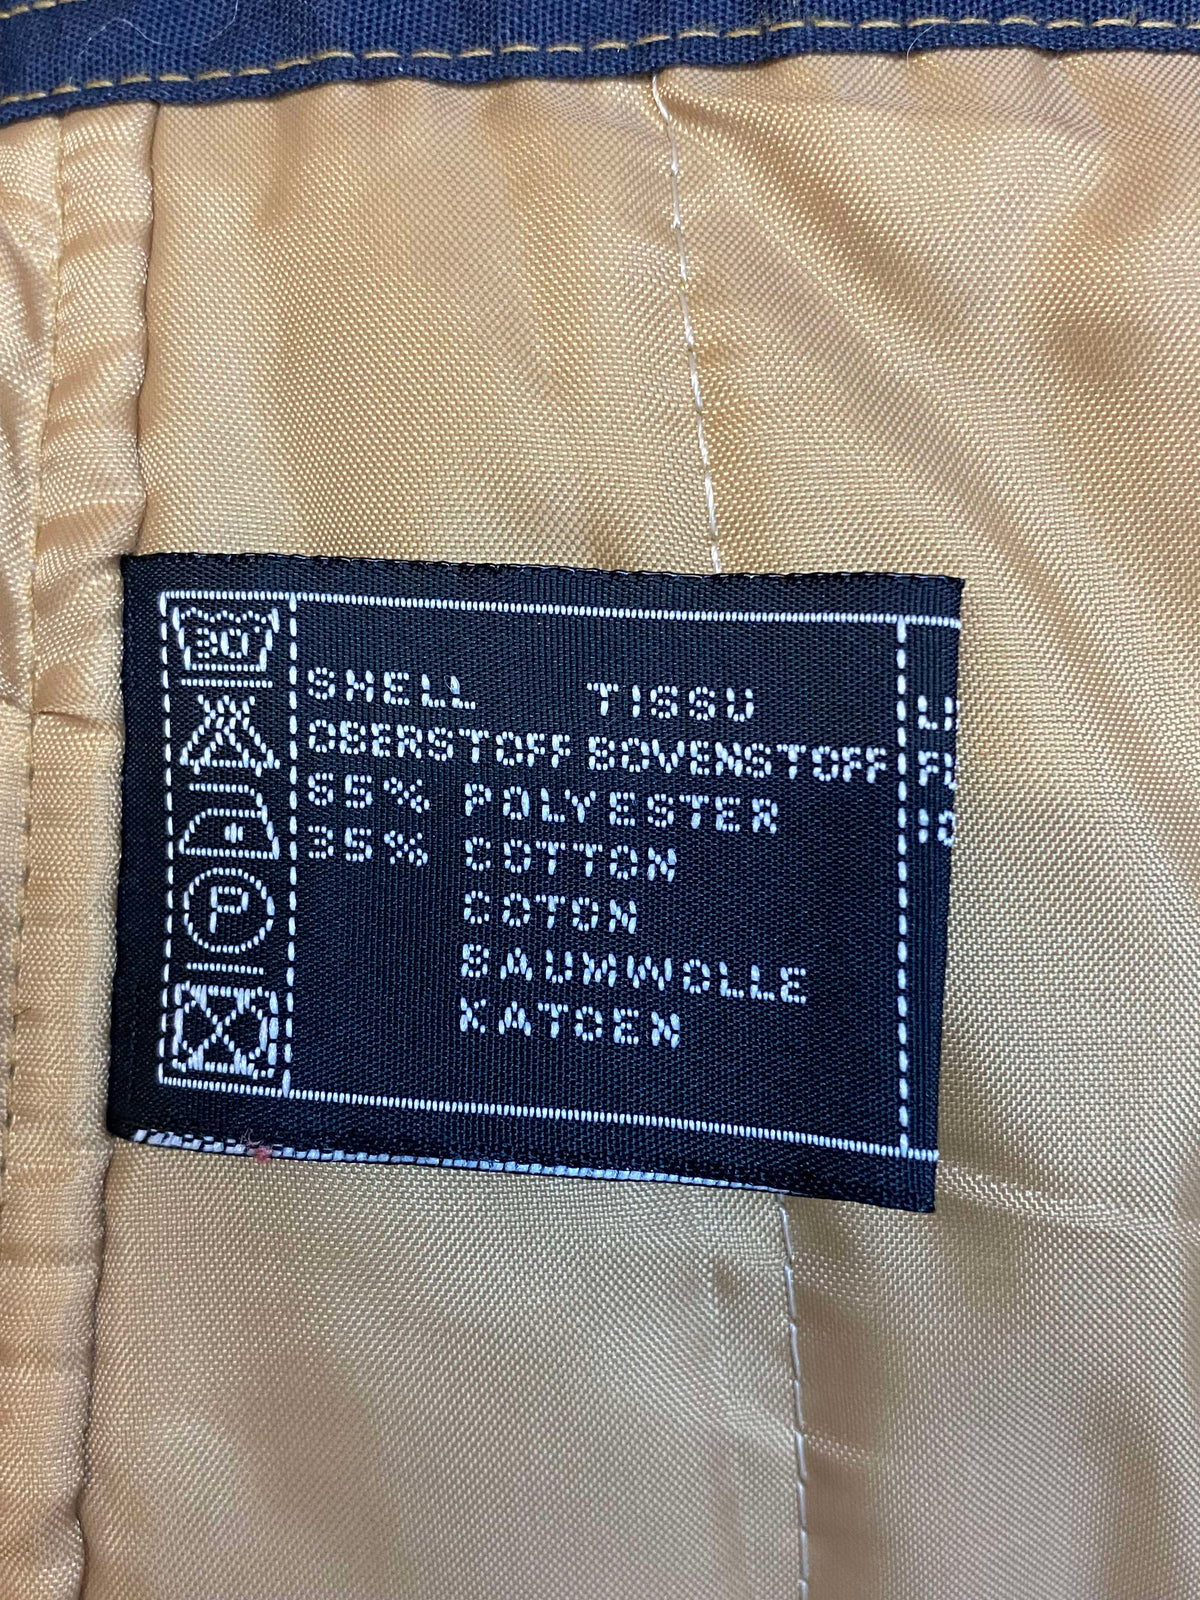 30
SHELL TISSU
OBERSTOFF BOVENSTOFF
65% POLYESTER
35% COTTON
COTON
BAUMWOLLE
KATOEN
P